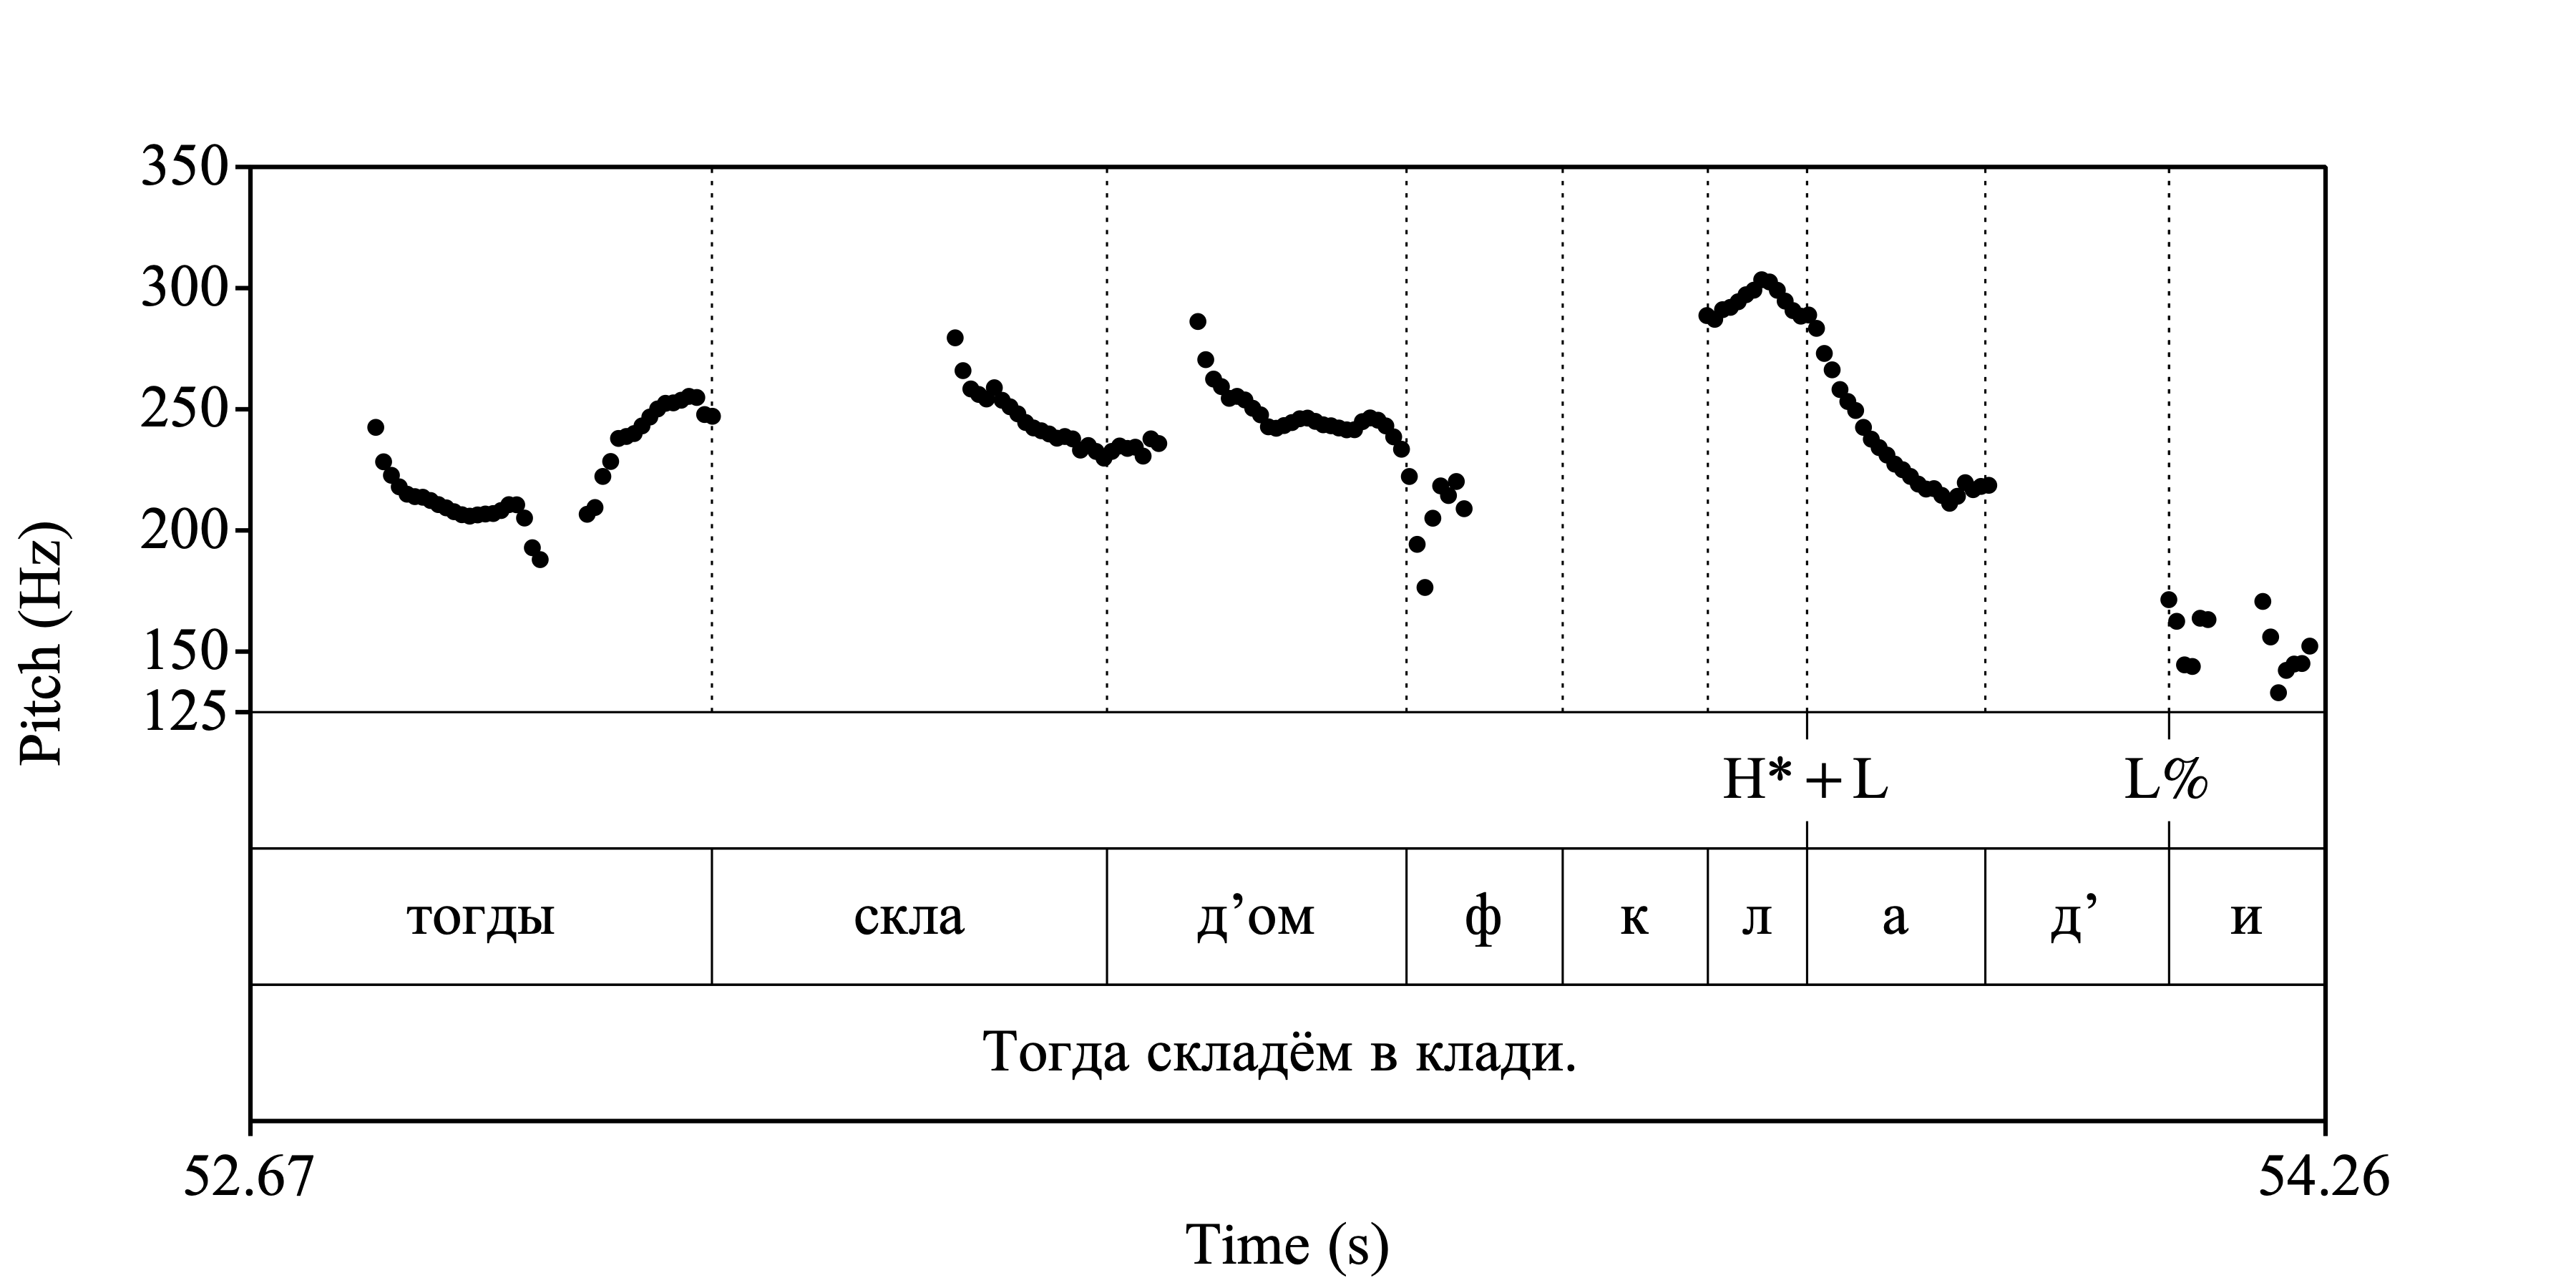 350
300
250
200
150
125
Pitch (Hz)
H* + L L%
тогды скла д’ом ф к л а д’ и
Тогда складём в клади.
52.67 54.26
Time (s)